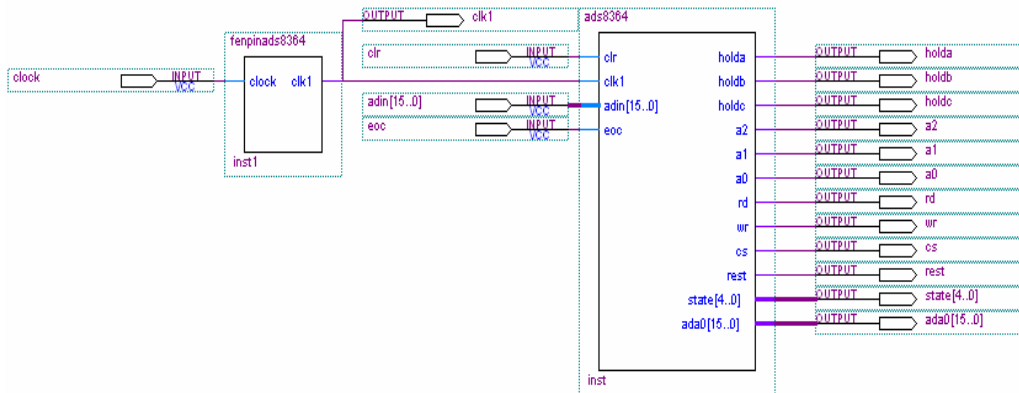 OUTPUT clk1
ads8364
fenpinads8364
clr INPUT VCC clr holda OUTPUT holda
clock INPUT VCC clock clk1 clk1 holdb OUTPUT holdb
adin[15..0] INPUT VCC adin[15..0] holdc OUTPUT holdc
eoc INPUT VCC eoc a2 OUTPUT a2
a1 OUTPUT a1
inst1
a0 OUTPUT a0
rd OUTPUT rd
wr OUTPUT wr
cs OUTPUT cs
rest OUTPUT rest
state[4..0] OUTPUT state[4..0]
ada0[15..0] OUTPUT ada0[15..0]
inst